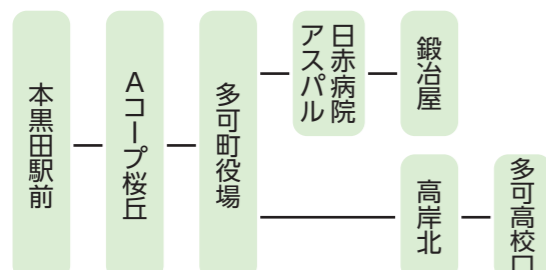 本黒田駅前
Aコープ桜丘
多可町役場
日赤病院
アスパル
鍛冶屋
高岸北
多可高校口